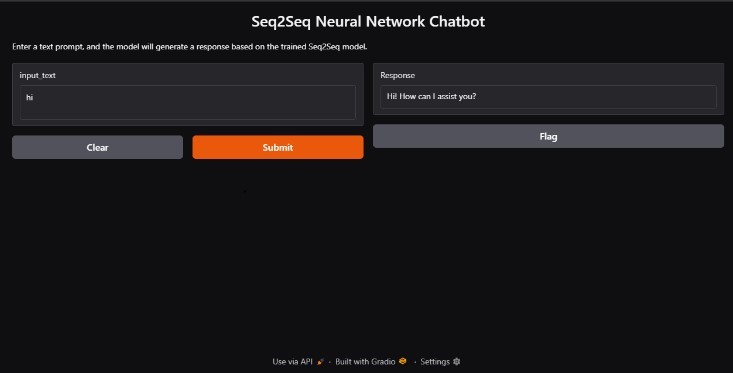 Seq2Seq Neural Network Chatbot
Enter a text prompt, and the model will generate a response based on the trained Seq2Seq model.
input_text
hi
Clear
Submit
Response
Hi! How can I assist you?
Flag
Use via API 🚀 · Built with Gradio · Settings ⚙️